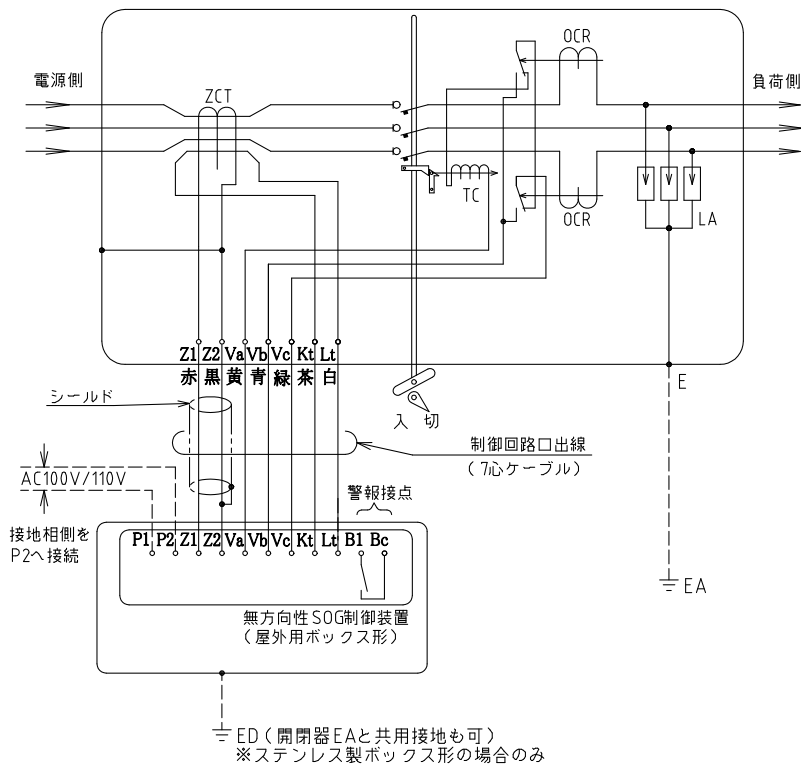 OCR
電源側
ZCT
負荷側
TC
OCR
LA
Z1 Z2 Va Vb Vc Kt Lt
赤 黒 黄 青 緑 茶 白
E
シールド
入 切
制御回路口出線
(7心ケーブル)
AC100V/110V
警報接点
接地相側を
P2へ接続
P1 P2 Z1 Z2 Va Vb Vc Kt Lt B1 Bc
EA
無方向性SOG制御装置
(屋外用ボックス形)
ED(開閉器EAと共用接地も可)
※ステンレス製ボックス形の場合のみ